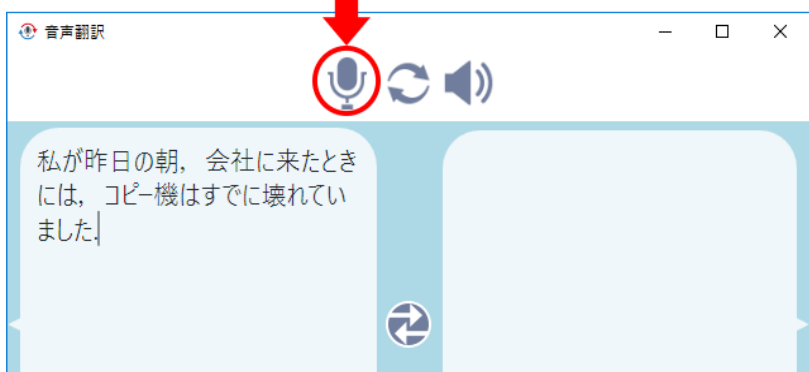 音声翻訳
私が昨日の朝, 会社に来たとき
には, コピー機はすでに壊れてい
ました.